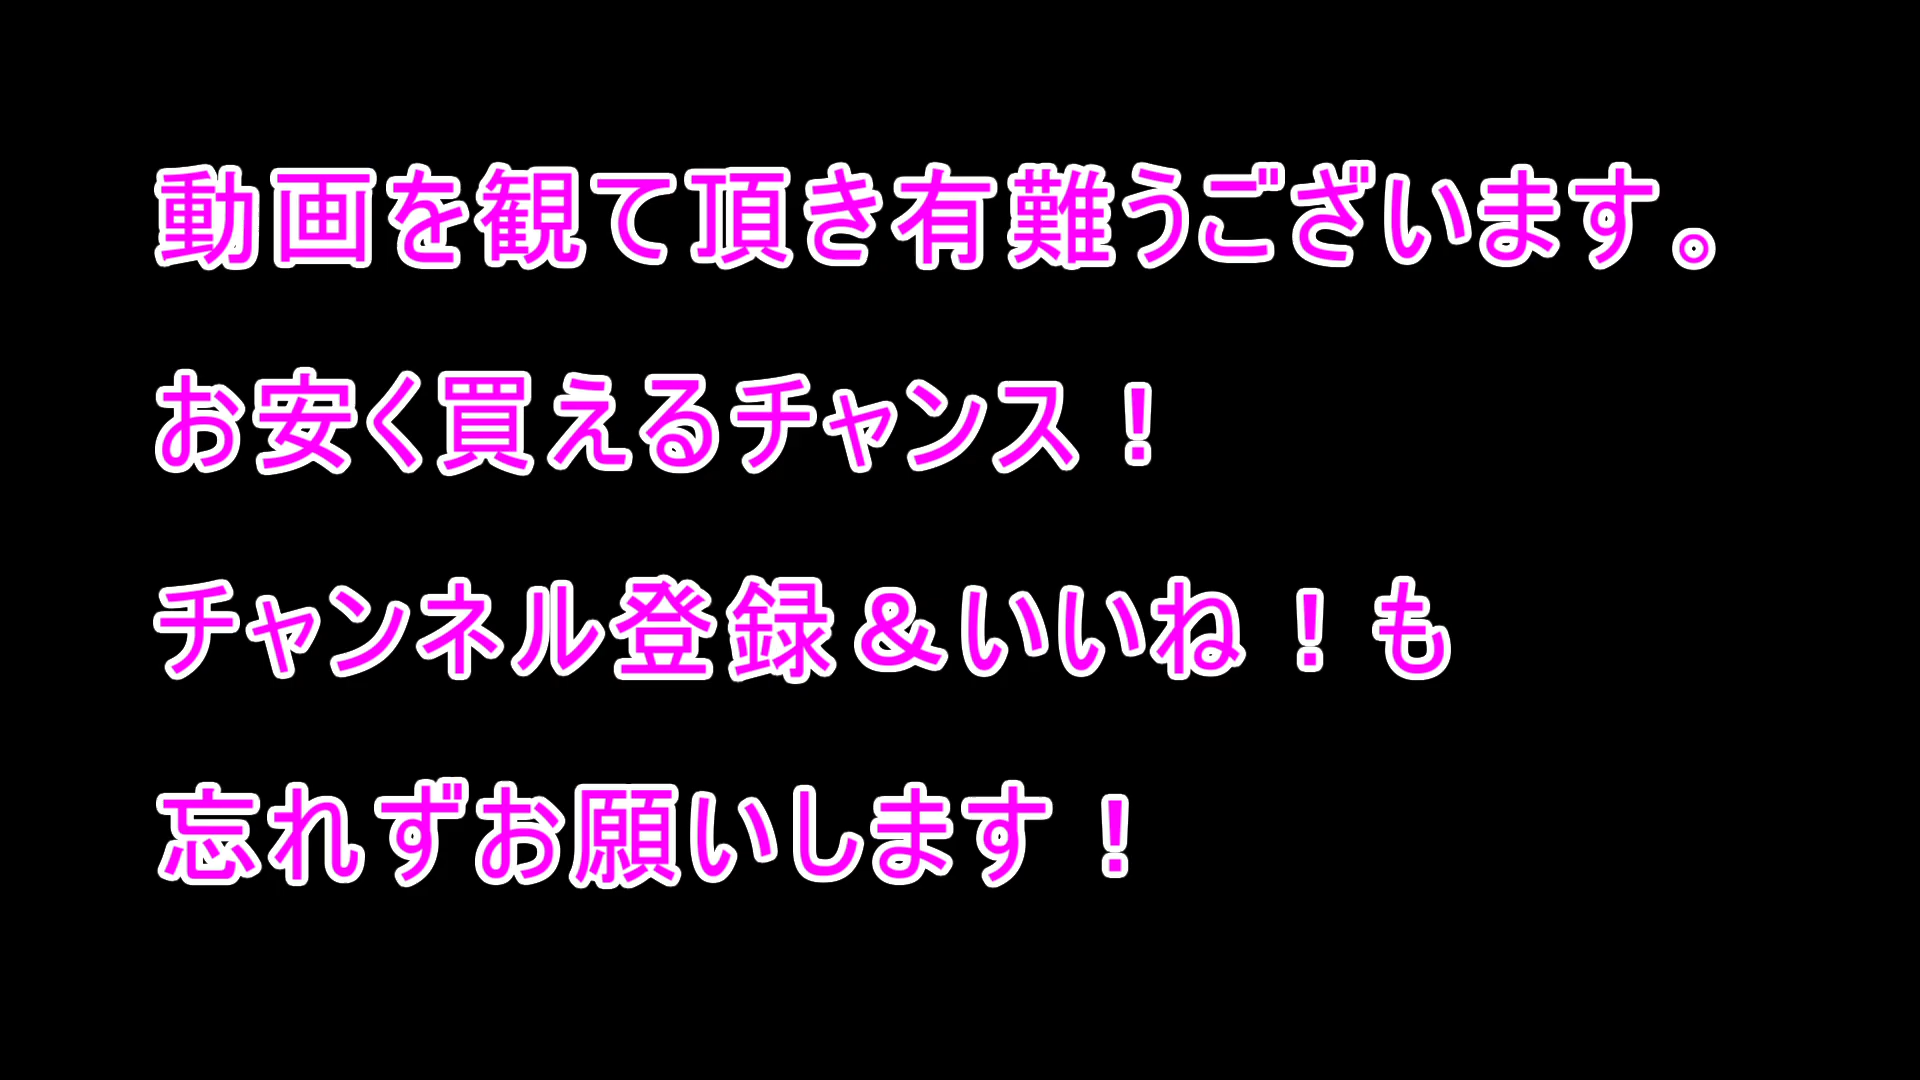 動画を観て頂き有難うございます。
お安く買えるチャンス！
チャンネル登録＆いいね！も
忘れずお願いします！